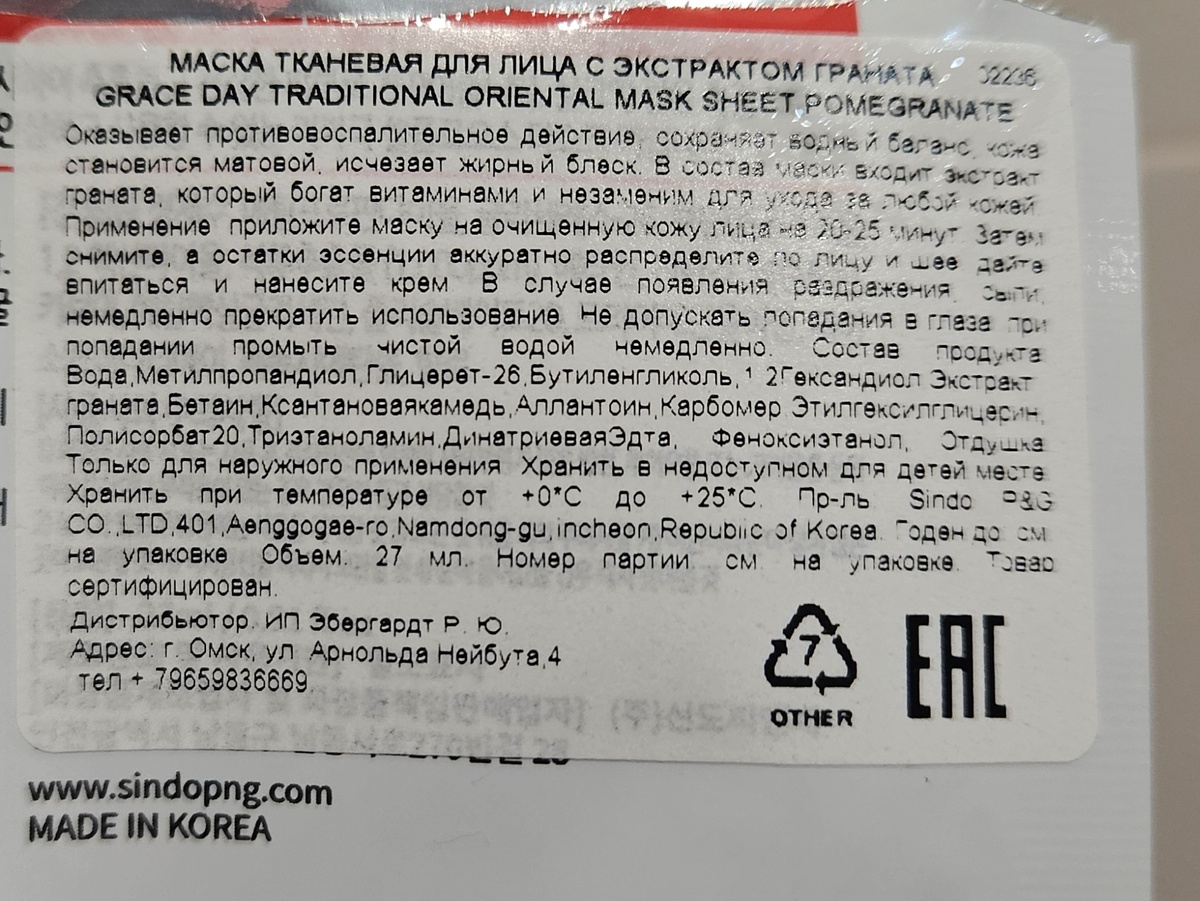 МАСКА ТКАНЕВАЯ ДЛЯ ЛИЦА С ЭКСТРАКТОМ ГРАНАТА 02236
GRACE DAY TRADITIONAL ORIENTAL MASK SHEET POMEGRANATE
Оказывает противовоспалительное действие, сохраняет водный баланс, кожа
становится матовой, исчезает жирный блеск. В состав маски входит экстракт
граната, который богат витаминами и незаменим для ухода за любой кожей.
Применение приложите маску на очищенную кожу лица на 20-25 минут. Затем
снимите, а остатки эссенции аккуратно распределите по лицу и шее дайте
впитаться и нанесите крем В случае появления раздражения, сыпи,
немедленно прекратить использование Не допускать попадания в глаза при
попадании промыть чистой водой немедленно. Состав продукта
Вода,Метилпропандиол,Глицерет-26,Бутиленгликоль,1 2Гександиол Экстракт
граната,Бетаин,Ксантановаякамедь,Аллантоин,Карбомер Этилгексилглицерин,
Полисорбат20,Триэтаноламин,ДинатриеваяЭдта, Феноксиэтанол, Отдушка
Только для наружного применения Хранить в недоступном для детей месте
Хранить при температуре от +0*С до +25*С. Пр-ль Sindo P&G
CO.,LTD,401,Aenggogae-ro,Namdong-gu,incheon,Republic of Korea. Годен до см
на упаковке Объем. 27 мл. Номер партии см на упаковке. Товар
сертифицирован.
Дистрибьютор. ИП Эбергардт Р. Ю.
Адрес: г. Омск, ул Арнольда Нейбута,4
тел + 79659836669
7
OTHER
EAC
www.sindopng.com
MADE IN KOREA